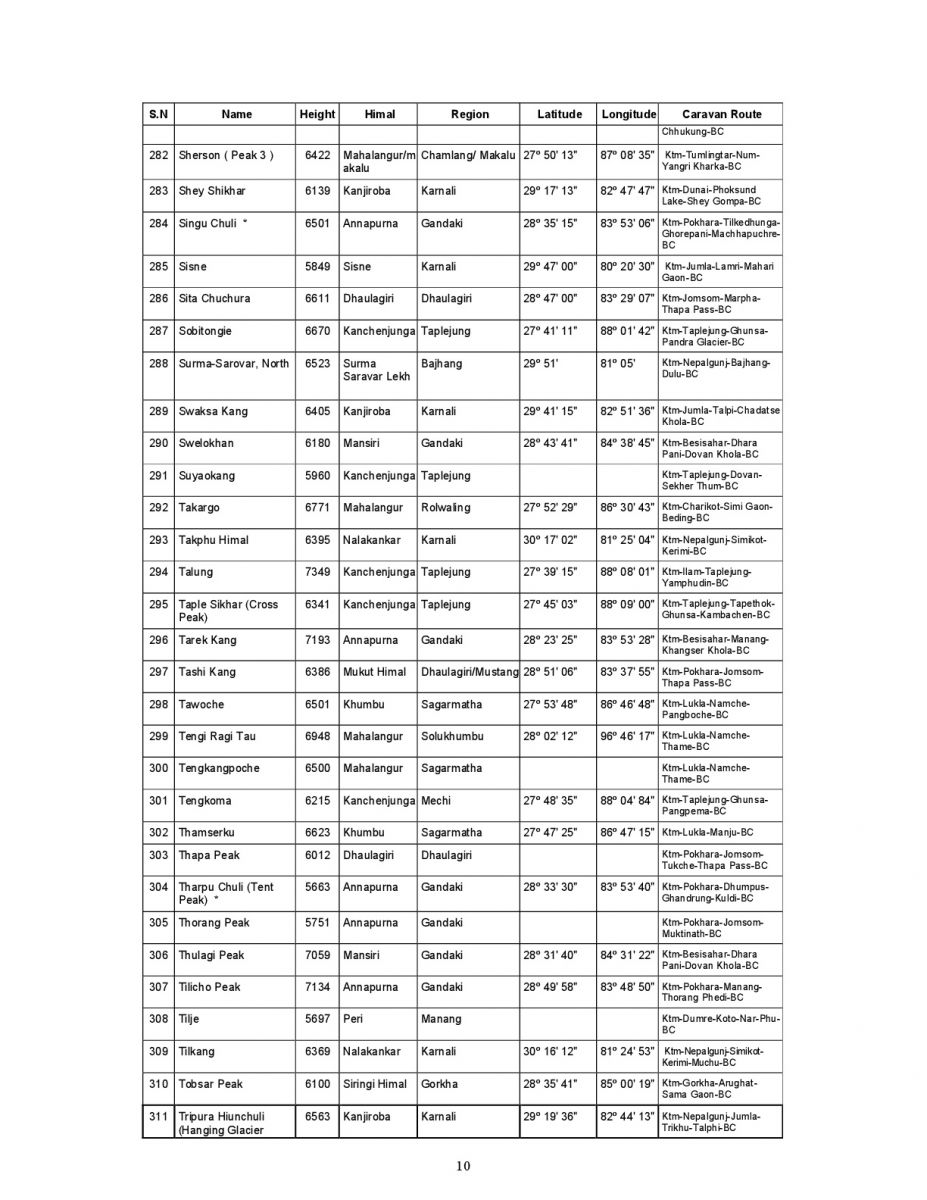 S.N Name Height Himal Region Latitude Longitude Caravan Route
Chhukung-BC
282 Sherson ( Peak 3 ) 6422 Mahalangur/m Chamlang/ Makalu 27º 50' 13" 87º 08' 35" Ktm-Tumlingtar-Num-
akalu Yangri Kharka-BC
283 Shey Shikhar 6139 Kanjiroba Karnali 29º 17' 13" 82º 47' 47" Ktm-Dunai-Phoksund
Lake-Shey Gompa-BC
284 Singu Chuli * 6501 Annapurna Gandaki 28º 35' 15" 83º 53' 06" Ktm-Pokhara-Tilkedhunga-
Ghorepani-Machhapuchre-
BC
285 Sisne 5849 Sisne Karnali 29º 47' 00" 80º 20' 30" Ktm-Jumla-Lamri-Mahari
Gaon-BC
286 Sita Chuchura 6611 Dhaulagiri Dhaulagiri 28º 47' 00" 83º 29' 07" Ktm-Jomsom-Marpha-
Thapa Pass-BC
287 Sobitongie 6670 Kanchenjunga Taplejung 27º 41' 11" 88º 01' 42" Ktm-Taplejung-Ghunsa-
Pandra Glacier-BC
288 Surma-Sarovar, North 6523 Surma Bajhang 29º 51' 81º 05' Ktm-Nepalgunj-Bajhang-
Saravar Lekh Dulu-BC
289 Swaksa Kang 6405 Kanjiroba Karnali 29º 41' 15" 82º 51' 36" Ktm-Jumla-Talpi-Chadatse
Khola-BC
290 Swelokhan 6180 Mansiri Gandaki 28º 43' 41" 84º 38' 45" Ktm-Besisahar-Dhara
Pani-Dovan Khola-BC
291 Suyaokang 5960 Kanchenjunga Taplejung Ktm-Taplejung-Dovan-
Sekher Thum-BC
292 Takargo 6771 Mahalangur Rolwaling 27º 52' 29" 86º 30' 43" Ktm-Charikot-Simi Gaon-
Beding-BC
293 Takphu Himal 6395 Nalakankar Karnali 30º 17' 02" 81º 25' 04" Ktm-Nepalgunj-Simikot-
Kerimi-BC
294 Talung 7349 Kanchenjunga Taplejung 27º 39' 15" 88º 08' 01" Ktm-Ilam-Taplejung-
Yamphudin-BC
295 Taple Sikhar (Cross 6341 Kanchenjunga Taplejung 27º 45' 03" 88º 09' 00" Ktm-Taplejung-Tapethok-
Peak) Ghunsa-Kambachen-BC
296 Tarek Kang 7193 Annapurna Gandaki 28º 23' 25" 83º 53' 28" Ktm-Besisahar-Manang-
Khangser Khola-BC
297 Tashi Kang 6386 Mukut Himal Dhaulagiri/Mustang 28º 51' 06" 83º 37' 55" Ktm-Pokhara-Jomsom-
Thapa Pass-BC
298 Tawoche 6501 Khumbu Sagarmatha 27º 53' 48" 86º 46' 48" Ktm-Lukla-Namche-
Pangboche-BC
299 Tengi Ragi Tau 6948 Mahalangur Solukhumbu 28º 02' 12" 96º 46' 17" Ktm-Lukla-Namche-
Thame-BC
300 Tengkangpoche 6500 Mahalangur Sagarmatha Ktm-Lukla-Namche-
Thame-BC
301 Tengkoma 6215 Kanchenjunga Mechi 27º 48' 35" 88º 04' 84" Ktm-Taplejung-Ghunsa-
Pangpema-BC
302 Thamserku 6623 Khumbu Sagarmatha 27º 47' 25" 86º 47' 15" Ktm-Lukla-Manju-BC
303 Thapa Peak 6012 Dhaulagiri Dhaulagiri Ktm-Pokhara-Jomsom-
Tukche-Thapa Pass-BC
304 Tharpu Chuli (Tent 5663 Annapurna Gandaki 28º 33' 30" 83º 53' 40" Ktm-Pokhara-Dhumpus-
Peak) * Ghandrung-Kuldi-BC
305 Thorang Peak 5751 Annapurna Gandaki Ktm-Pokhara-Jomsom-
Muktinath-BC
306 Thulagi Peak 7059 Mansiri Gandaki 28º 31' 40" 84º 31' 22" Ktm-Besisahar-Dhara
Pani-Dovan Khola-BC
307 Tilicho Peak 7134 Annapurna Gandaki 28º 49' 58" 83º 48' 50" Ktm-Pokhara-Manang-
Thorang Phedi-BC
308 Tilje 5697 Peri Manang Ktm-Dumre-Koto-Nar-Phu-
BC
309 Tilkang 6369 Nalakankar Karnali 30º 16' 12" 81º 24' 53" Ktm-Nepalgunj-Simikot-
Kerimi-Muchu-BC
310 Tobsar Peak 6100 Siringi Himal Gorkha 28º 35' 41" 85º 00' 19" Ktm-Gorkha-Arughat-
Sama Gaon-BC
311 Tripura Hiunchuli 6563 Kanjiroba Karnali 29º 19' 36" 82º 44' 13" Ktm-Nepalgunj-Jumla-
(Hanging Glacier Trikhu-Talphi-BC
10